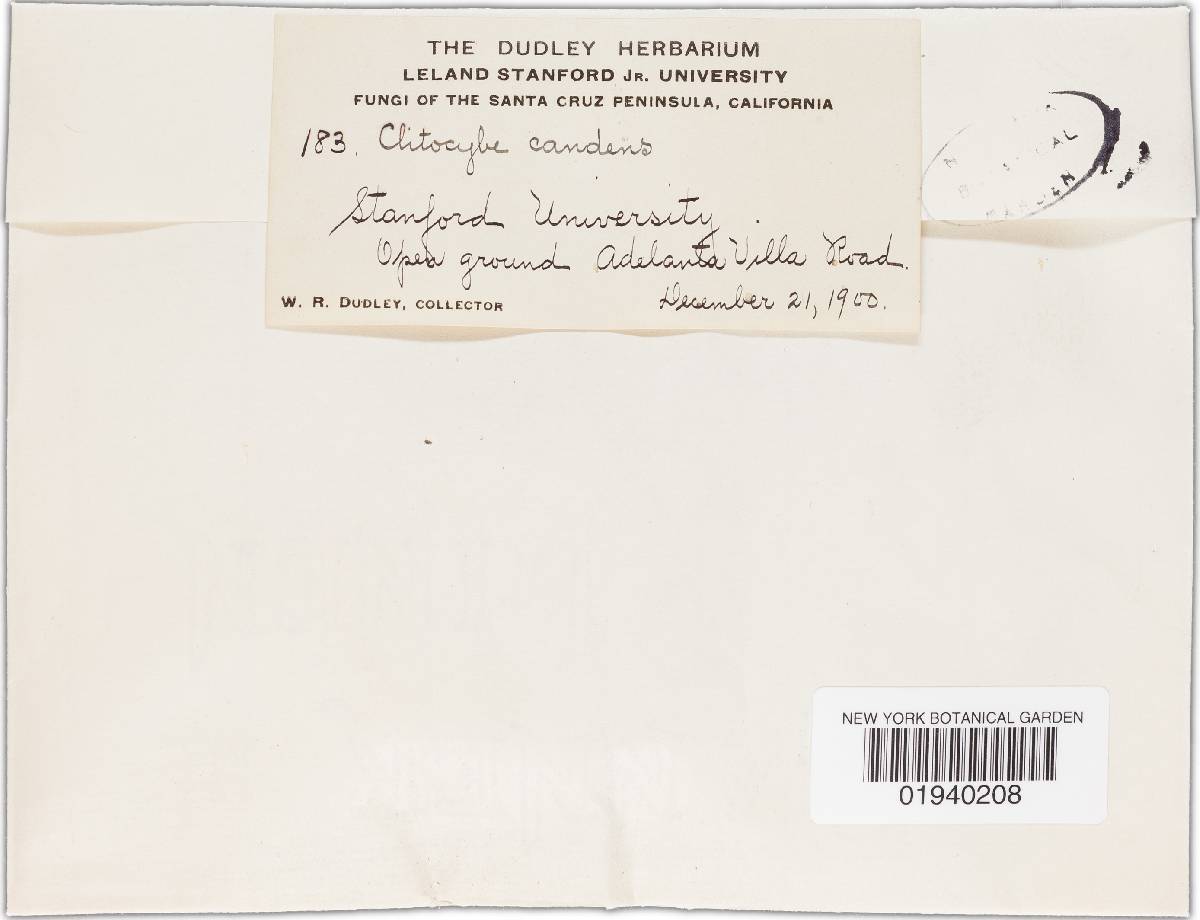 THE DUDLEY HERBARIUM
LELAND STANFORD JR. UNIVERSITY
FUNGI OF THE SANTA CRUZ PENINSULA, CALIFORNIA
183. Clitocybe candens
Stanford University.
Open ground Adelanta Villa Road.
W. R. DUDLEY, COLLECTOR December 21, 1900.
GARDEN
NEW YORK BOTANICAL GARDEN
01940208